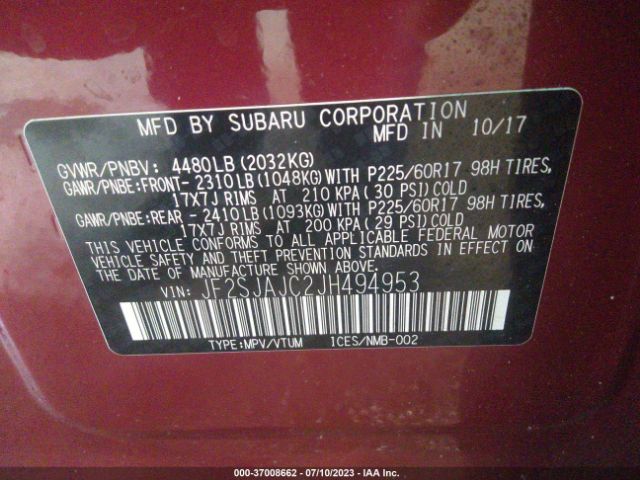 MFD BY SUBARU CORPORATION
MFD IN 10/17
GVWR/PNBV: 4480LB(2032KG)
GAWR/PNBE:FRONT- 2310LB(1048KG)WITH P225/60R17 98H TIRES,
17X7J RIMS AT 210 KPA( 30 PSI)COLD
GAWR/PNBE:REAR -2410LB(1093KG)WITH P225/60R17 98H TIRES,
17X7J RIMS AT 200 KPA( 29 PSI)COLD
THIS VEHICLE CONFORMS TO ALL APPLICABLE FEDERAL MOTOR
VEHICLE SAFETY AND THEFT PREVENTION STANDARDS IN EFFECT ON
THE DATE OF MANUFACTURE SHOWN ABOVE.
VIN: JF2SJAJC2JH494953
TYPE:MPV/VTUM ICES/NMB-002
000-37008662 - 07/10/2023 - IAA Inc.